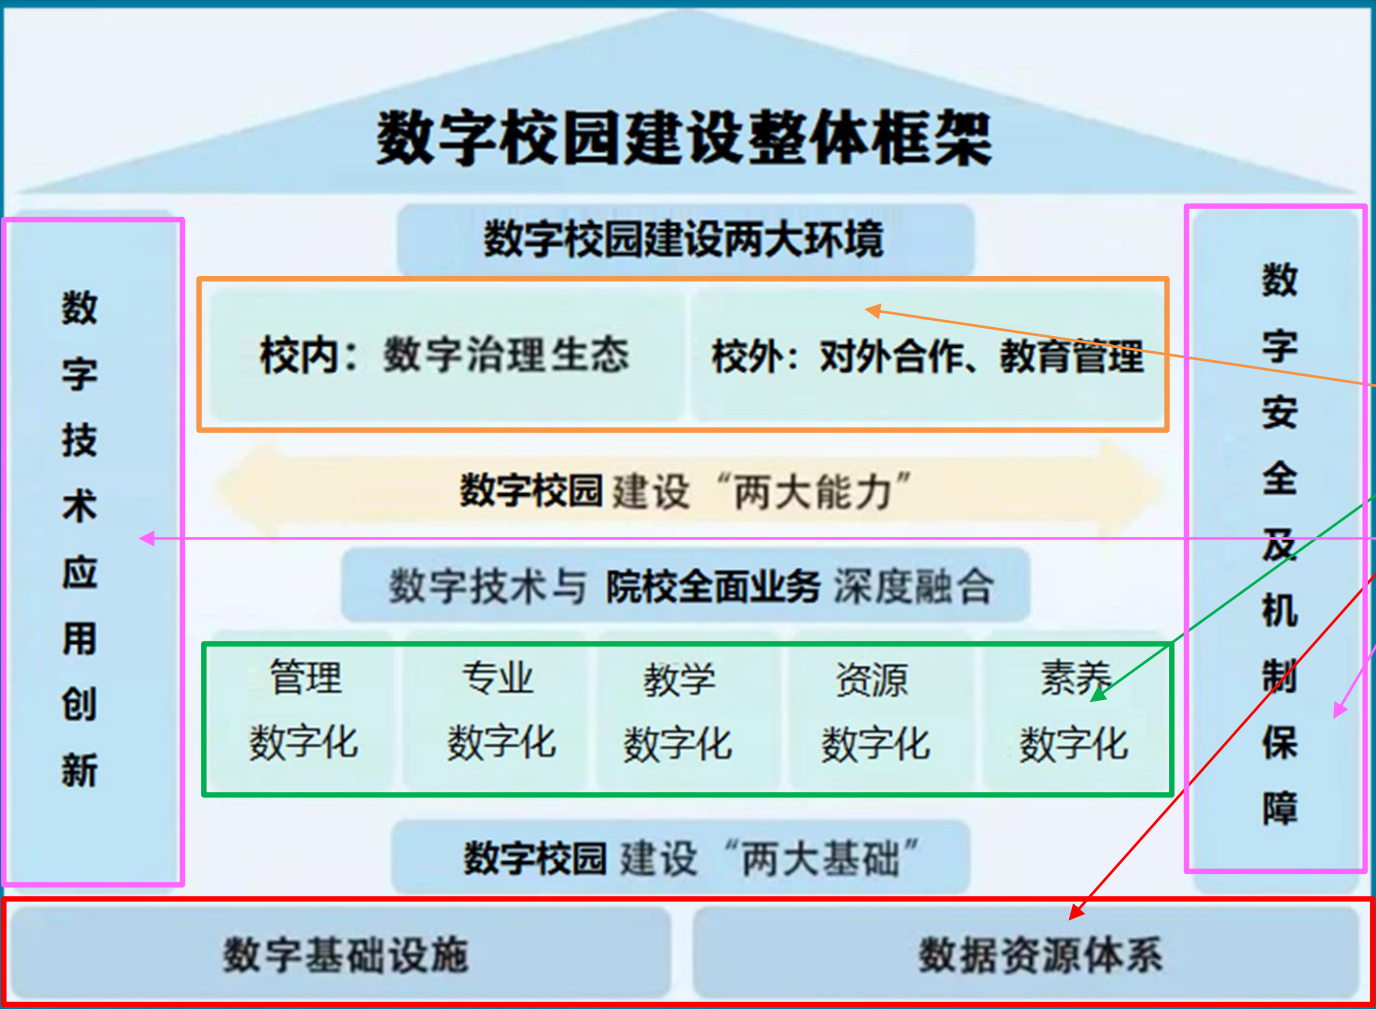 数字校园建设整体框架
数字校园建设两大环境
校内：数字治理生态
校外：对外合作、教育管理
数字校园建设“两大能力”
数字技术与院校全面业务深度融合
管理
数字化
专业
数字化
教学
数字化
资源
数字化
素养
数字化
数字校园建设“两大基础”
数字基础设施
数据资源体系
数字技术应用创新
数字安全及机制保障